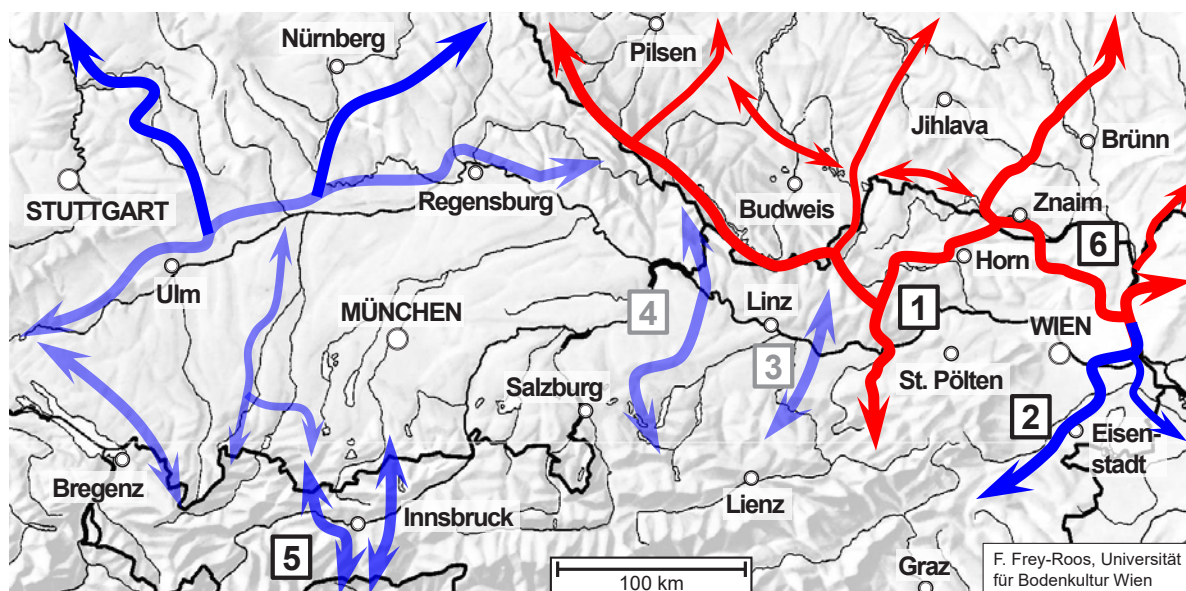 Nürnberg
Pilsen
Jihlava
Brünn
STUTTGART
Regensburg
Budweis
Znaim
6
Ulm
Horn
MÜNCHEN
4
Linz
1
WIEN
3
St. Pölten
Salzburg
2
Eisen-
stadt
Bregenz
Innsbruck
Lienz
5
Graz
100 km
F. Frey-Roos, Universität
für Bodenkultur Wien